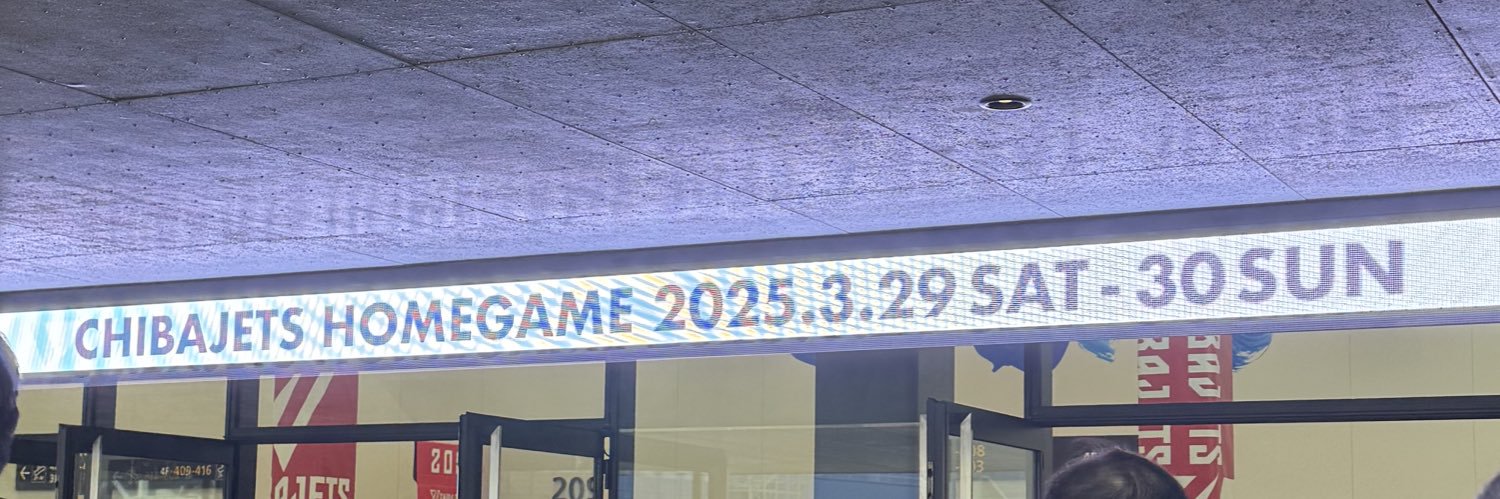 CHIBAJETS HOMEGAME 2025.3.29 SAT - 30 SUN
4F 409-416
209